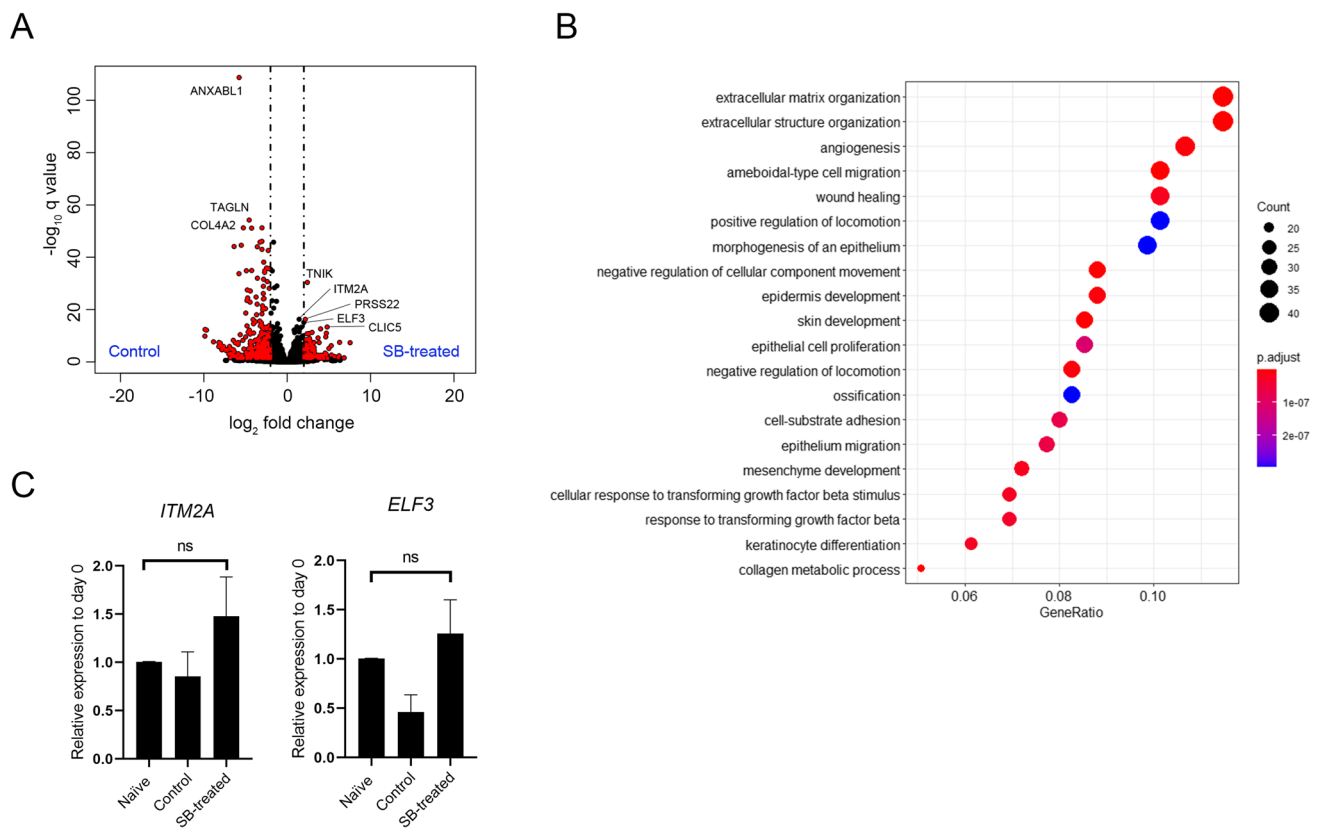 A
-log10 q value
100
80
60
40
20
0
ANXABL1
TAGLN
COL4A2
TNIK
ITM2A
PRSS22
ELF3
CLIC5
Control
SB-treated
-20
-10
0
10
20
log2 fold change
B
extracellular matrix organization
extracellular structure organization
angiogenesis
ameboidal-type cell migration
wound healing
positive regulation of locomotion
morphogenesis of an epithelium
negative regulation of cellular component movement
epidermis development
skin development
epithelial cell proliferation
negative regulation of locomotion
ossification
cell-substrate adhesion
epithelium migration
mesenchyme development
cellular response to transforming growth factor beta stimulus
response to transforming growth factor beta
keratinocyte differentiation
collagen metabolic process
0.06
0.08
0.10
GeneRatio
Count
20
25
30
35
40
p.adjust
1e-07
2e-07
C
ITM2A
ns
Relative expression to day 0
2.0
1.5
1.0
0.5
0.0
Naïve
Control
SB-treated
ELF3
ns
Relative expression to day 0
2.0
1.5
1.0
0.5
0.0
Naïve
Control
SB-treated